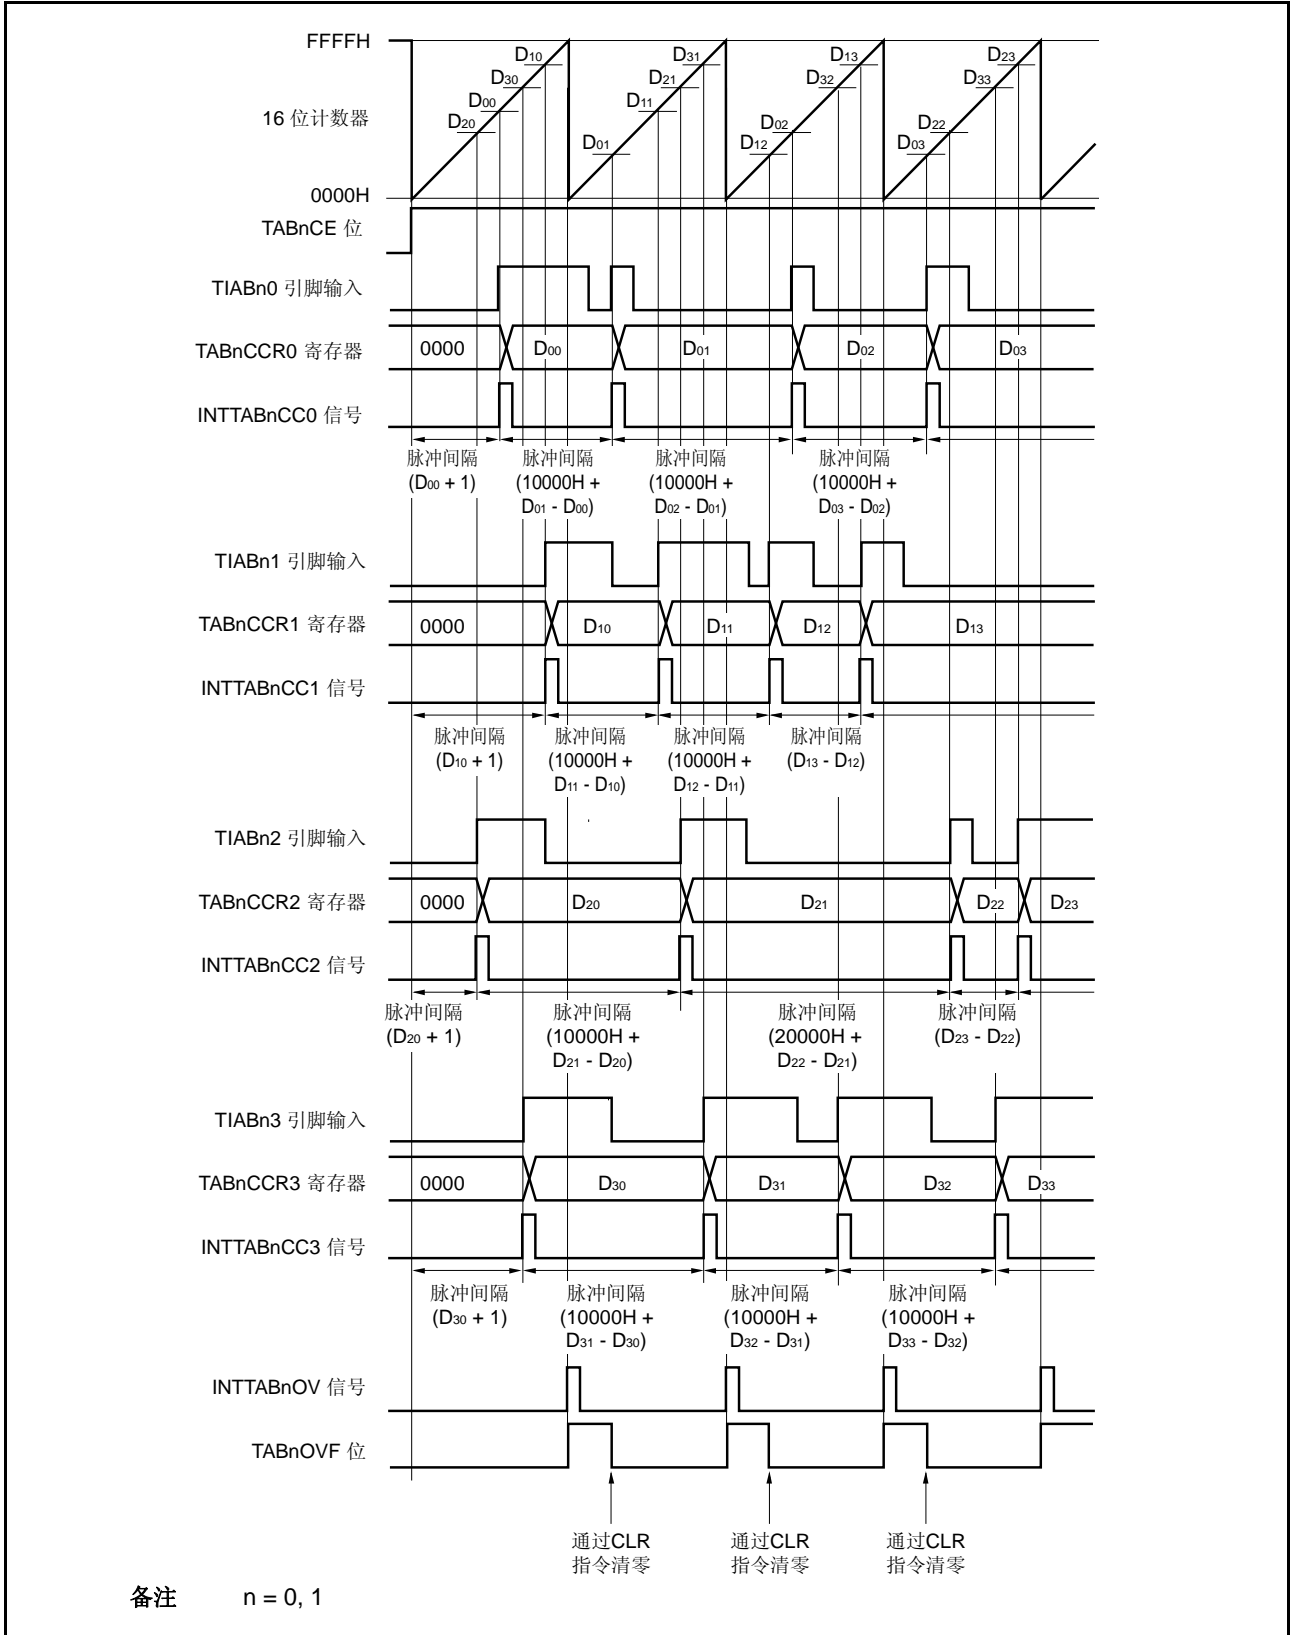 FFFFH
D10 D31 D13 D23
D30 D21 D32 D33
D00 D11
16 位计数器
D20 D02 D22
D01 D12 D03
0000H
TABnCE 位
TIABn0 引脚输入
TABnCCR0 寄存器 0000 D00 D01 D02 D03
INTTABnCC0 信号
脉冲间隔 脉冲间隔 脉冲间隔 脉冲间隔
(D00 + 1) (10000H + (10000H + (10000H +
D01 - D00) D02 - D01) D03 - D02)
TIABn1 引脚输入
TABnCCR1 寄存器 0000 D10 D11 D12 D13
INTTABnCC1 信号
脉冲间隔 脉冲间隔 脉冲间隔 脉冲间隔
(D10 + 1) (10000H + (10000H + (D13 - D12)
D11 - D10) D12 - D11)
TIABn2 引脚输入
TABnCCR2 寄存器 0000 D20 D21 D22 D23
INTTABnCC2 信号
脉冲间隔 脉冲间隔 脉冲间隔 脉冲间隔
(D20 + 1) (10000H + (20000H + (D23 - D22)
D21 - D20) D22 - D21)
TIABn3 引脚输入
TABnCCR3 寄存器 0000 D30 D31 D32 D33
INTTABnCC3 信号
脉冲间隔 脉冲间隔 脉冲间隔 脉冲间隔
(D30 + 1) (10000H + (10000H + (10000H +
D31 - D30) D32 - D31) D33 - D32)
INTTABnOV 信号
TABnOVF 位
通过CLR 通过CLR 通过CLR
指令清零 指令清零 指令清零
备注 n = 0, 1